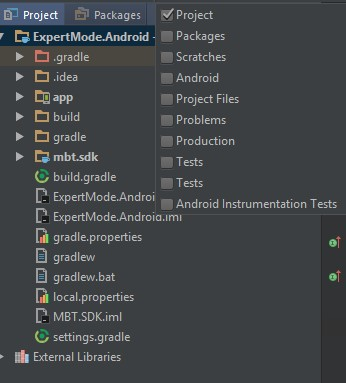 Project
Packages
Project
Packages
Scratches
Android
Project Files
Problems
Production
Tests
Tests
Android Instrumentation Tests
ExpertMode.Android
.gradle
.idea
app
build
gradle
mbt.sdk
build.gradle
ExpertMode.Androi
ExpertMode.Android.iml
gradle.properties
gradlew
gradlew.bat
local.properties
MBT.SDK.iml
settings.gradle
External Libraries